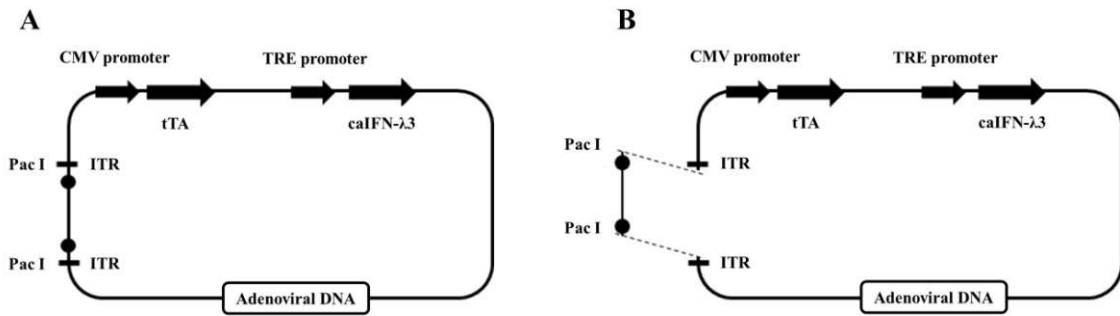 A
CMV promoter TRE promoter
tTA caIFN-λ3
Pac I ITR
Pac I ITR
Adenoviral DNA
B
CMV promoter TRE promoter
tTA caIFN-λ3
Pac I
ITR
Pac I
ITR
Adenoviral DNA